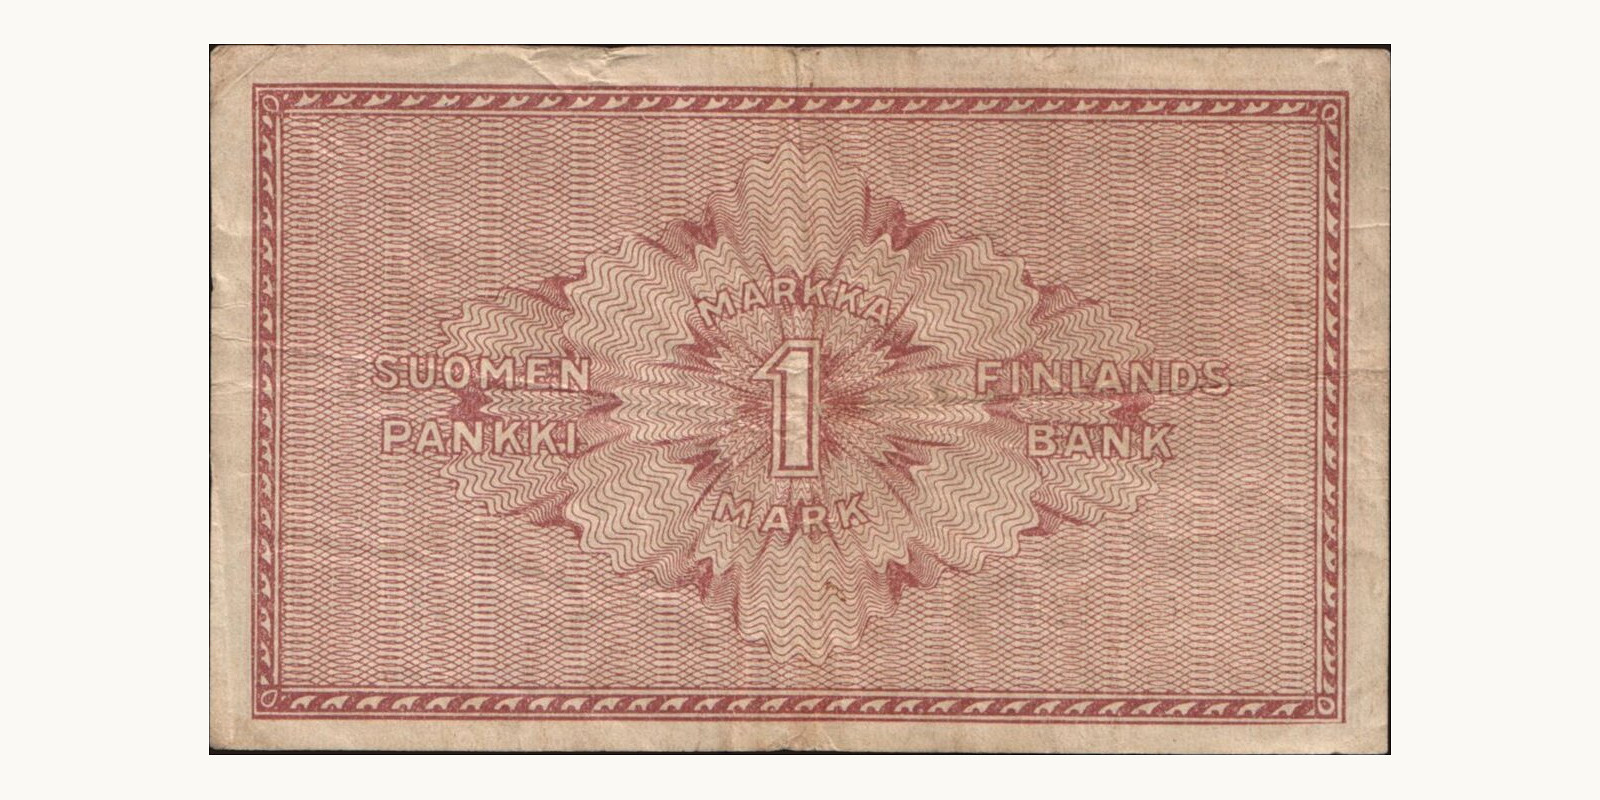 MARKKA
SUOMEN
PANKKI
1
FINLANDS
BANK
MARK